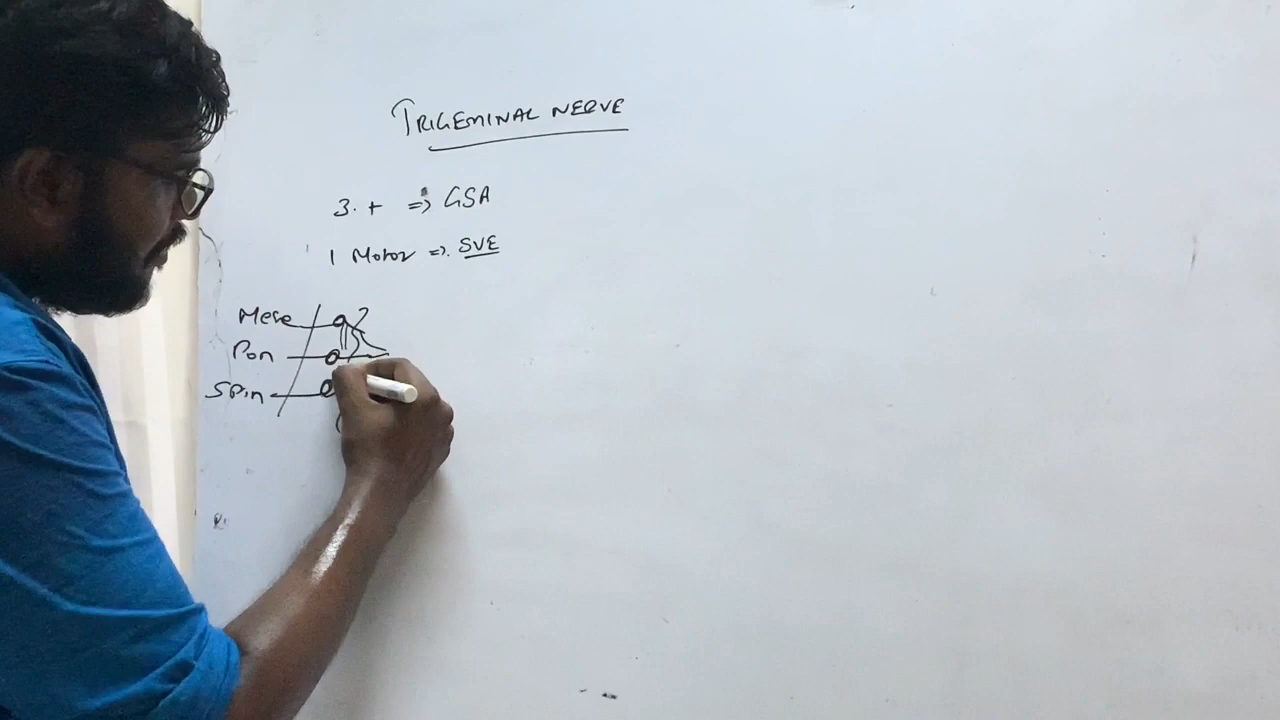 TRIGEMINAL NERVE
3. + => GSA
1 Motor => SVE
Mese
Pon
Spin